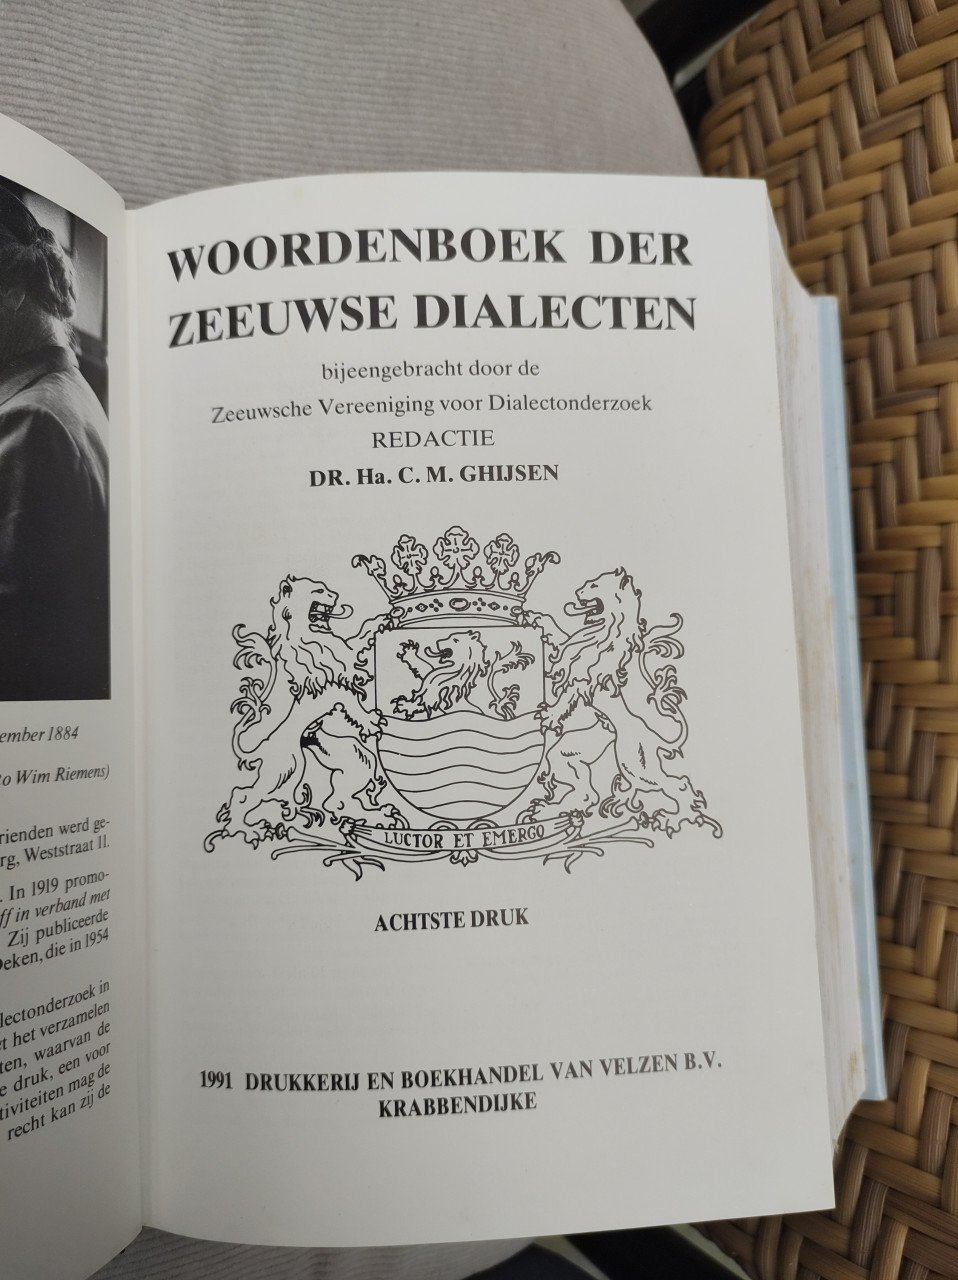 ember 1884
to Wim Riemens)
rienden werd ge-
rg, Weststraat 11.
. In 1919 promo-
ff in verband met
Zij publiceerde
eken, die in 1954
lectonderzoek in
t het verzamelen
ten, waarvan de
e druk, een voor
tiviteiten mag de
recht kan zij de
WOORDENBOEK DER
ZEEUWSE DIALECTEN
bijeengebracht door de
Zeeuwsche Vereeniging voor Dialectonderzoek
REDACTIE
DR. Ha. C. M. GHIJSEN
LUCTOR ET EMERGO
ACHTSTE DRUK
1991 DRUKKERIJ EN BOEKHANDEL VAN VELZEN B.V.
KRABBENDIJKE